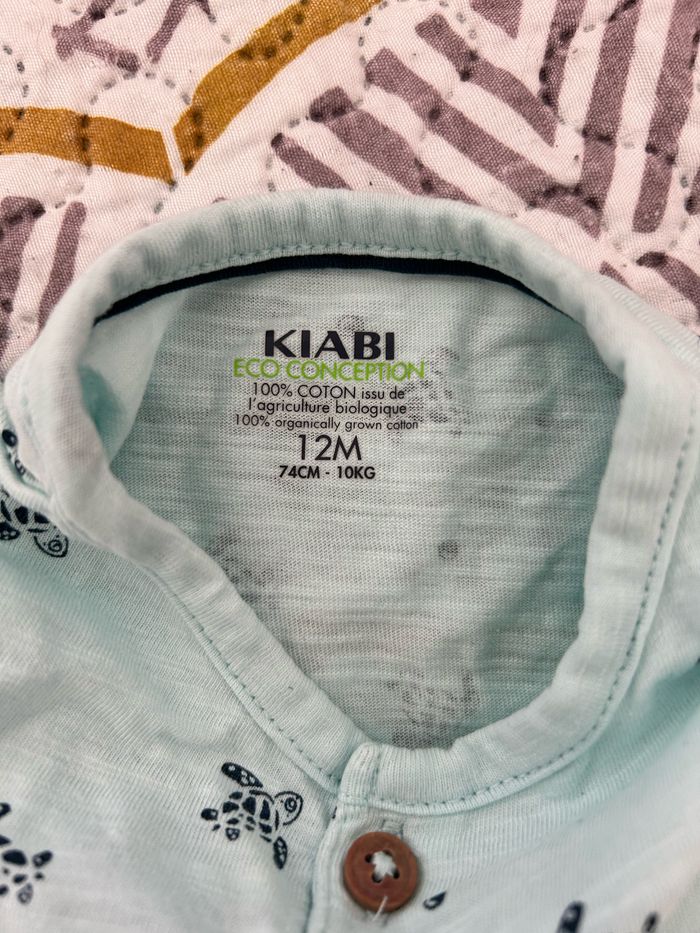 KIABI
ECO CONCEPTION
100% COTON issu de
l'agriculture biologique
100% organically grown cotton
12M
74CM - 10KG